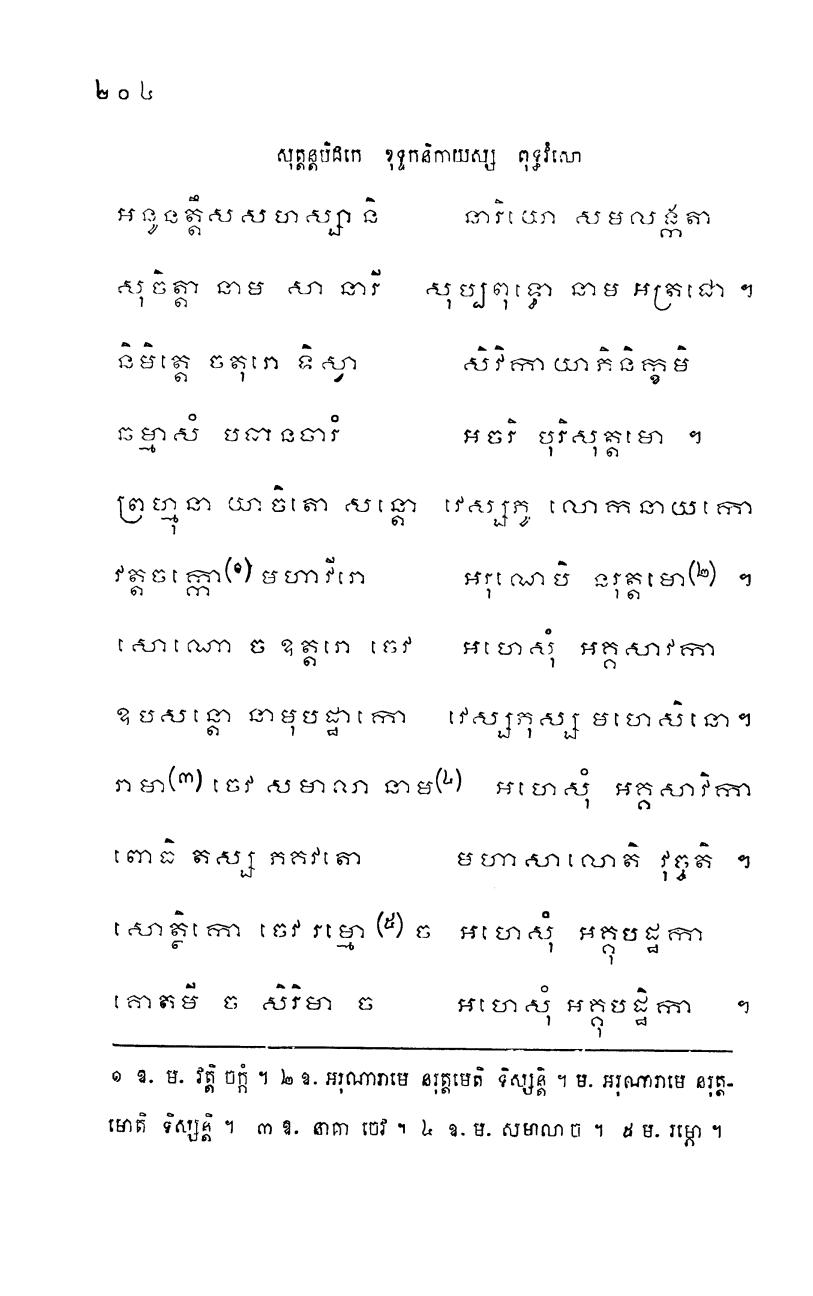 ២០៤
សុត្តន្តបិដកេ ខុទ្ទកនិកាយស្ស ពុទ្ធវំសោ
អនូនត្តឹសសហស្សានិ នារិយោ សមលង្កតា
សុចិត្តា នាម សា នារី សុប្បពុទ្ធោ នាម អត្រជោ ។
និមិត្តេ ចតុរោ ទិស្វា សិវិកាយាភិនិក្ខមិ
ឆម្មាសំ បធានចារំ អចរិ បុរិសុត្តមោ ។
ព្រហ្មុនា យាចិតោ សន្តោ វេស្សភូ លោកនាយកោ
វត្តចក្កោ(១) មហាវីរោ អរុណេបិ នរុត្តមោ(២) ។
សោណោ ច ឧត្តរោ ចេវ អហេសុំ អគ្គសាវកា
ឧបសន្តោ នាមុបដ្ឋាកោ វេស្សភុស្ស មហេសិនោ។
រាមា(៣) ចេវ សមាលា នាម(៤) អហេសុំ អគ្គសាវិកា
ពោធិ តស្ស ភគវតោ មហាសាលោតិ វុច្ចតិ ។
សោត្ថិកោ ចេវ រម្មោ (៥) ច អហេសុំ អគ្គុបដ្ឋកា
គោតមី ច សិរិមា ច អហេសុំ អគ្គុបដ្ឋិកា ។
១ ឧ. ម. វត្តិ ចក្កំ ។ ២ ឧ. អរុណារាមេ នរុត្តមេតិ ទិស្សន្តិ ។ ម. អរុណារាមេ នរុត្ត-
មោតិ ទិស្សន្តិ ។ ៣ ឧ. នាគា ចេវ ។ ៤ ឧ. ម. សមាលា ច ។ ៥ ម. រម្ភោ ។